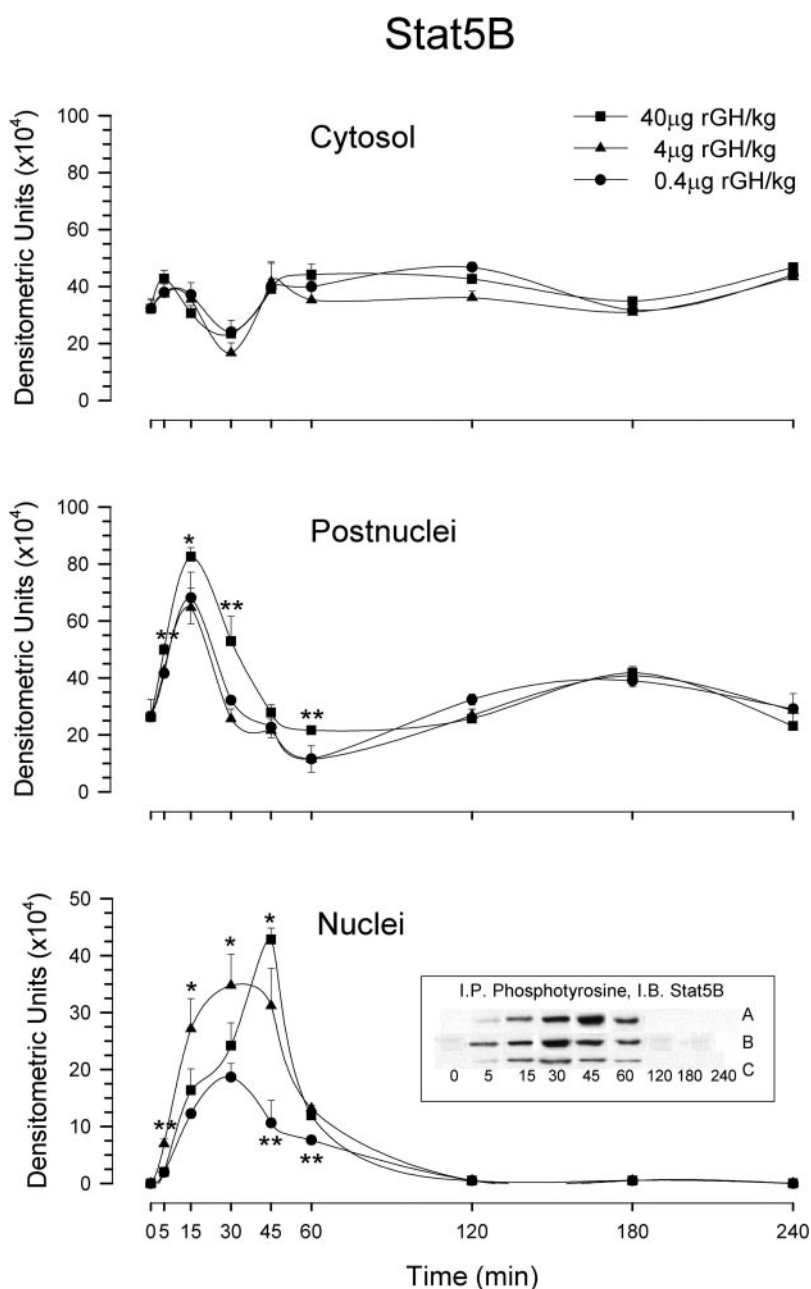 Stat5B
Cytosol
40μg rGH/kg
4μg rGH/kg
0.4μg rGH/kg
Densitometric Units (x10⁴)
100
80
60
40
20
0
Postnuclei
Densitometric Units (x10⁴)
100
80
60
40
20
0
*
**
**
**
Nuclei
Densitometric Units (x10⁴)
50
40
30
20
10
0
*
*
*
**
**
**
I.P. Phosphotyrosine, I.B. Stat5B
A
B
C
0 5 15 30 45 60 120 180 240
0 5 15 30 45 60 120 180 240
Time (min)